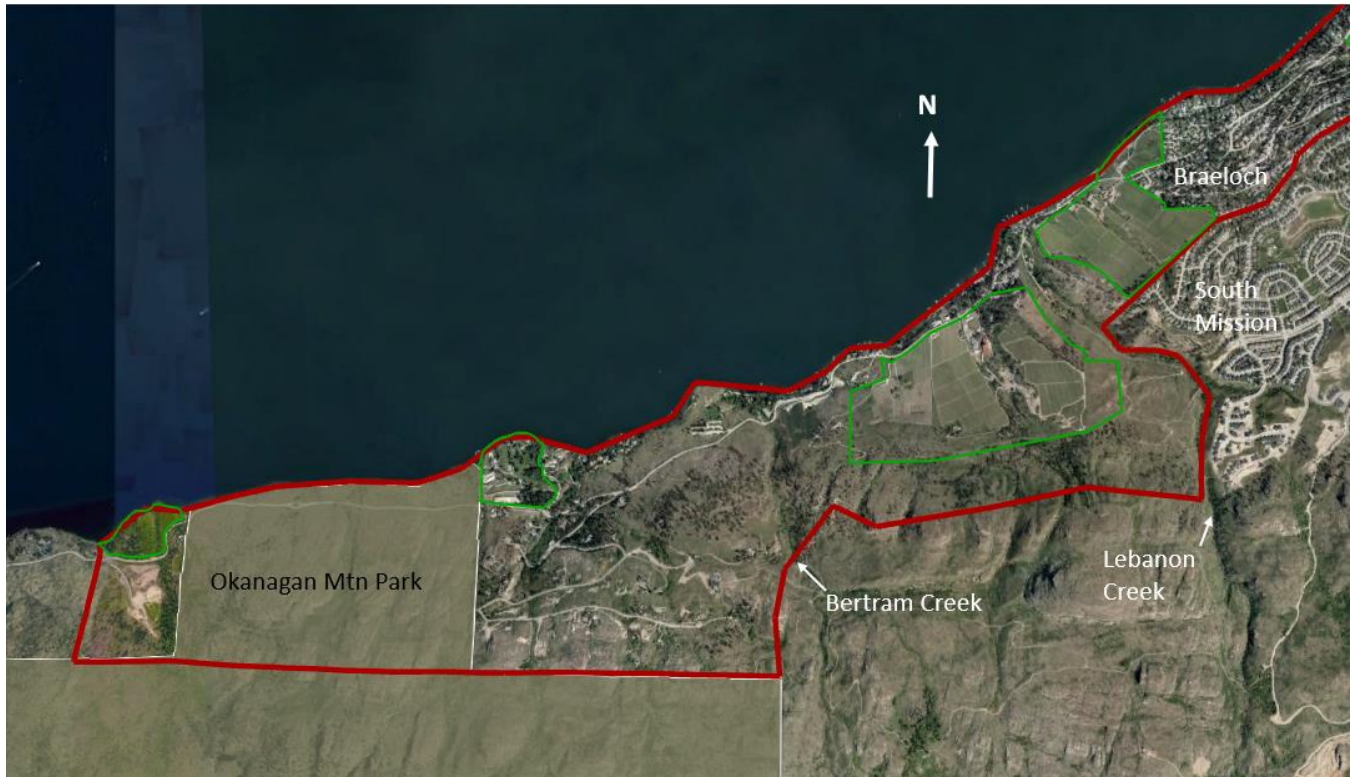 N
Braeloch
South
Mission
Okanagan Mtn Park
Lebanon
Creek
Bertram Creek